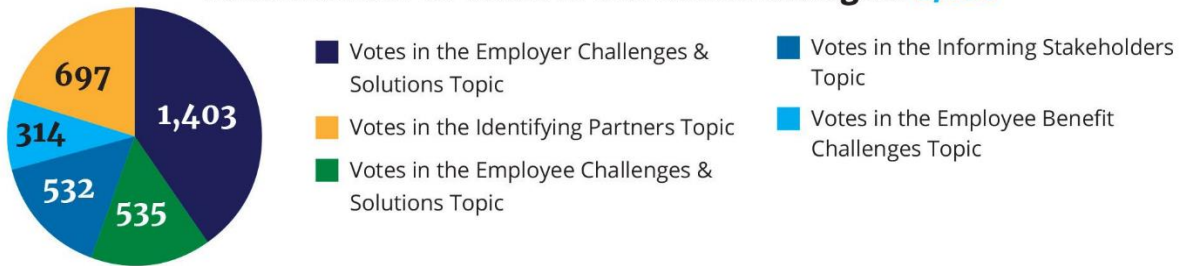 697
1,403
314
532
535
Votes in the Employer Challenges &
Solutions Topic
Votes in the Identifying Partners Topic
Votes in the Employee Challenges &
Solutions Topic
Votes in the Informing Stakeholders
Topic
Votes in the Employee Benefit
Challenges Topic